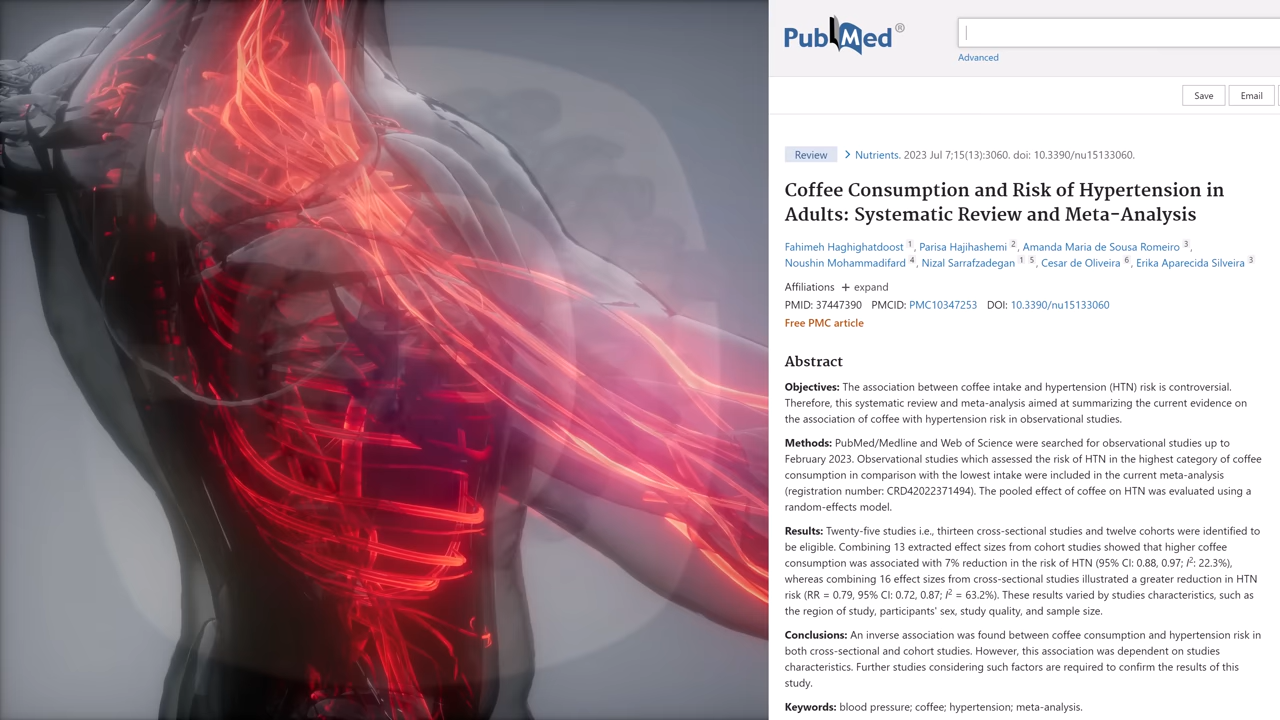 PubMed®
Advanced
Save
Email
Review
Nutrients. 2023 Jul 7;15(13):3060. doi: 10.3390/nu15133060.
Coffee Consumption and Risk of Hypertension in
Adults: Systematic Review and Meta-Analysis
Fahimeh Haghighatdoost 1, Parisa Hajihashemi 2, Amanda Maria de Sousa Romeiro 3,
Noushin Mohammadifard 4, Nizal Sarrafzadegan 1 5, Cesar de Oliveira 6, Erika Aparecida Silveira 3
Affiliations + expand
PMID: 37447390 PMCID: PMC10347253 DOI: 10.3390/nu15133060
Free PMC article
Abstract
Objectives: The association between coffee intake and hypertension (HTN) risk is controversial.
Therefore, this systematic review and meta-analysis aimed at summarizing the current evidence on
the association of coffee with hypertension risk in observational studies.
Methods: PubMed/Medline and Web of Science were searched for observational studies up to
February 2023. Observational studies which assessed the risk of HTN in the highest category of coffee
consumption in comparison with the lowest intake were included in the current meta-analysis
(registration number: CRD42022371494). The pooled effect of coffee on HTN was evaluated using a
random-effects model.
Results: Twenty-five studies i.e., thirteen cross-sectional studies and twelve cohorts were identified to
be eligible. Combining 13 extracted effect sizes from cohort studies showed that higher coffee
consumption was associated with 7% reduction in the risk of HTN (95% CI: 0.88, 0.97; I2: 22.3%),
whereas combining 16 effect sizes from cross-sectional studies illustrated a greater reduction in HTN
risk (RR = 0.79, 95% CI: 0.72, 0.87; I2 = 63.2%). These results varied by studies characteristics, such as
the region of study, participants' sex, study quality, and sample size.
Conclusions: An inverse association was found between coffee consumption and hypertension risk in
both cross-sectional and cohort studies. However, this association was dependent on studies
characteristics. Further studies considering such factors are required to confirm the results of this
study.
Keywords: blood pressure; coffee; hypertension; meta-analysis.